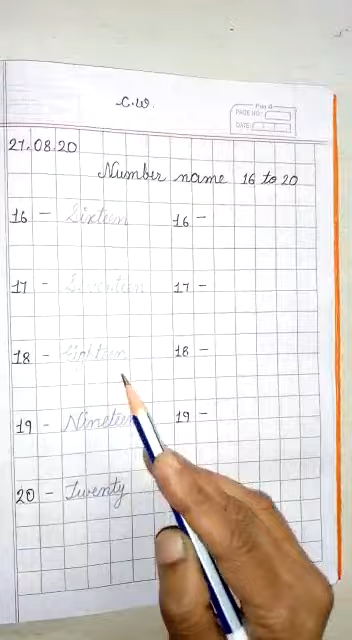 C.W.
Page No:
DATE:
27.08.20
Number name 16 to 20
16 - Sixteen 16 -
17 - Seventeen 17 -
18 - Eighteen 18 -
19 - Nineteen 19 -
20 - Twenty